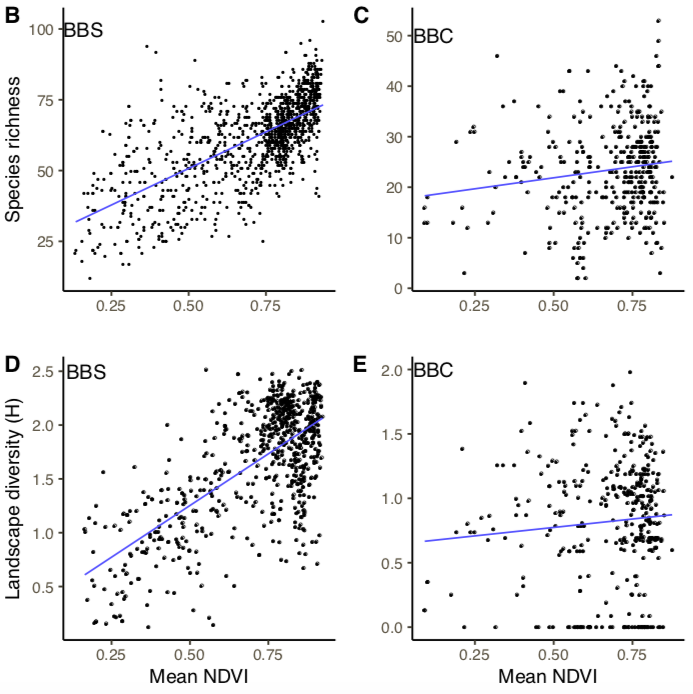 B
BBS
Species richness
100
75
50
25
0.25 0.50 0.75
C
BBC
50
40
30
20
10
0
0.25 0.50 0.75
D
BBS
Landscape diversity (H)
2.5
2.0
1.5
1.0
0.5
0.25 0.50 0.75
Mean NDVI
E
BBC
2.0
1.5
1.0
0.5
0.0
0.25 0.50 0.75
Mean NDVI